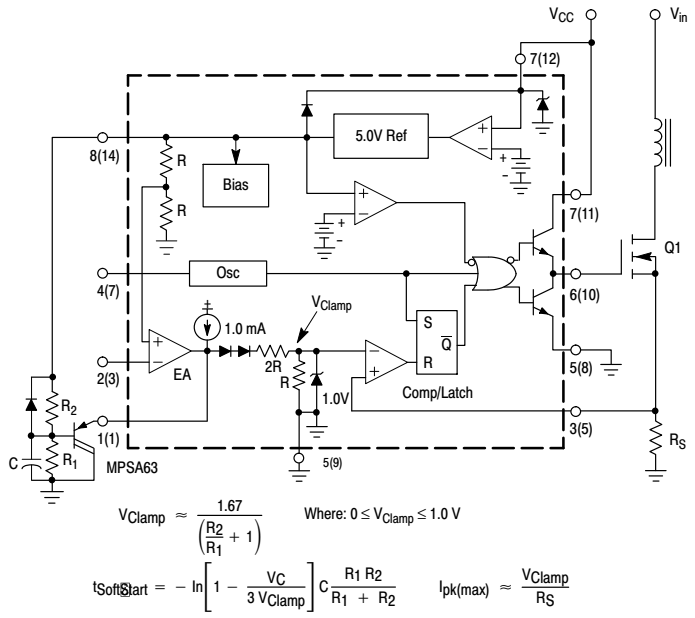 VCC
Vin
7(12)
5.0V Ref
+
−
+
-
8(14)
R
Bias
R
+
−
+
-
7(11)
Q1
4(7)
Osc
6(10)
VClamp
1.0 mA
S
Q
R
5(8)
+
−
EA
2R
R
1.0V
−
+
Comp/Latch
2(3)
3(5)
R2
1(1)
R1
C
MPSA63
5(9)
RS
VClamp ≈ 1.67 / (R2/R1 + 1) Where: 0 ≤ VClamp ≤ 1.0 V
tSoftStart = − ln[1 − VC / 3 VClamp] C R1 R2 / R1 + R2 Ipk(max) ≈ VClamp / RS